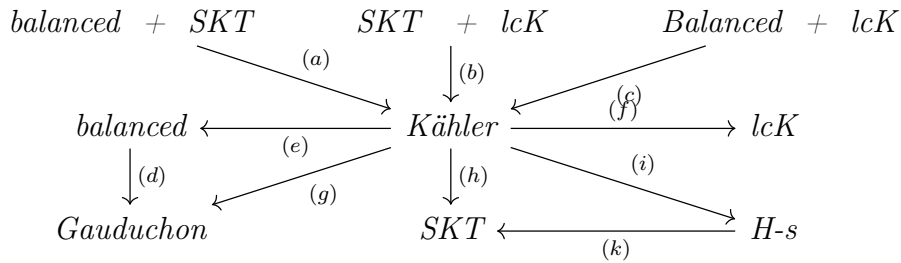 balanced + SKT SKT + lcK Balanced + lcK
(a) (b) (c)
(f)
balanced Kähler lcK
(e)
(d) (g) (h) (i)
Gauduchon SKT H-s
(k)